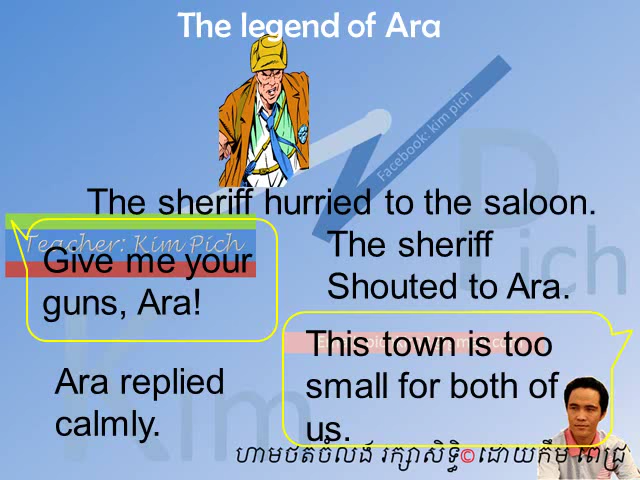 The legend of Ara
Facebook: kim pich
The sheriff hurried to the saloon.
Teacher: Kim Pich
Give me your
guns, Ara!
The sheriff
Shouted to Ara.
Pich
This town is too
small for both of
us.
Ara replied
calmly.
Kim
ហាមថតចំលង រក្សាសិទ្ធិ©ដោយកឹម ពេជ្រ